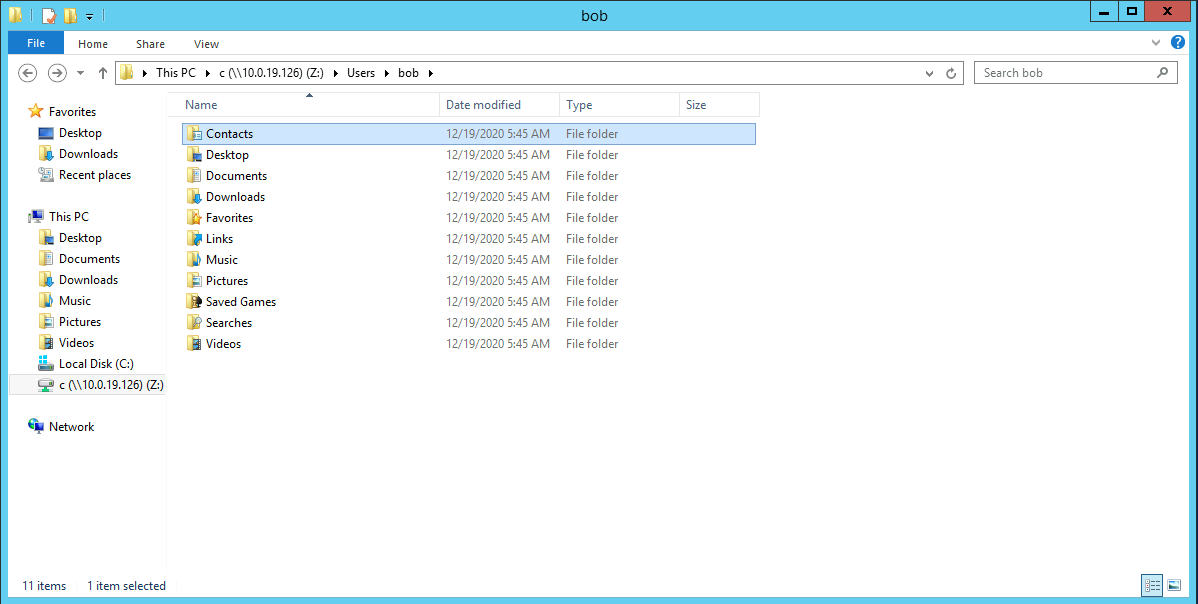 bob
File Home Share View
This PC c (\\10.0.19.126) (Z:) Users bob
Search bob
Favorites
Desktop
Downloads
Recent places
This PC
Desktop
Documents
Downloads
Music
Pictures
Videos
Local Disk (C:)
c (\\10.0.19.126) (Z:)
Network
Name Date modified Type Size
Contacts 12/19/2020 5:45 AM File folder
Desktop 12/19/2020 5:45 AM File folder
Documents 12/19/2020 5:45 AM File folder
Downloads 12/19/2020 5:45 AM File folder
Favorites 12/19/2020 5:45 AM File folder
Links 12/19/2020 5:45 AM File folder
Music 12/19/2020 5:45 AM File folder
Pictures 12/19/2020 5:45 AM File folder
Saved Games 12/19/2020 5:45 AM File folder
Searches 12/19/2020 5:45 AM File folder
Videos 12/19/2020 5:45 AM File folder
11 items 1 item selected